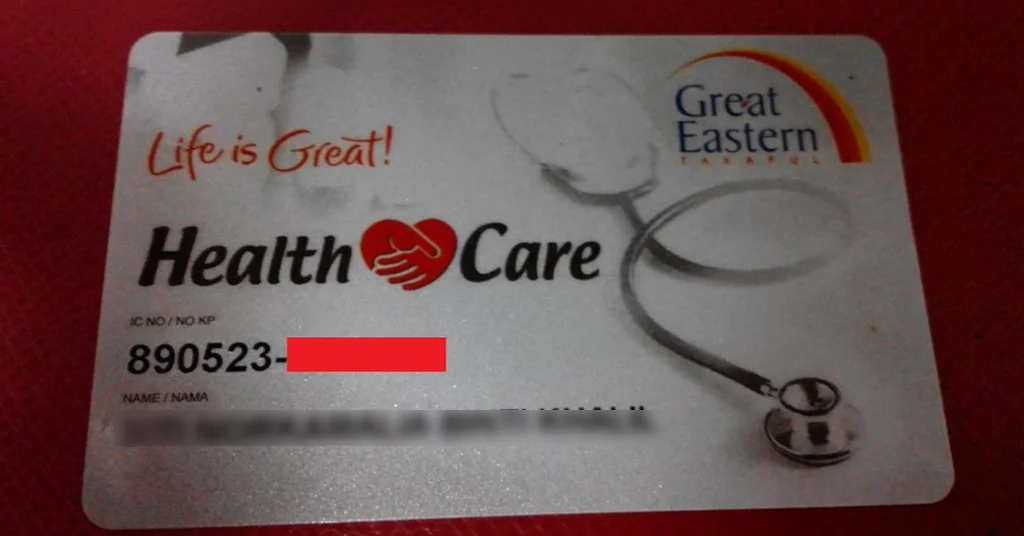 Life is Great!
Great
Eastern
TAKAFUL
Health Care
IC NO / NO KP
890523-
NAME / NAMA